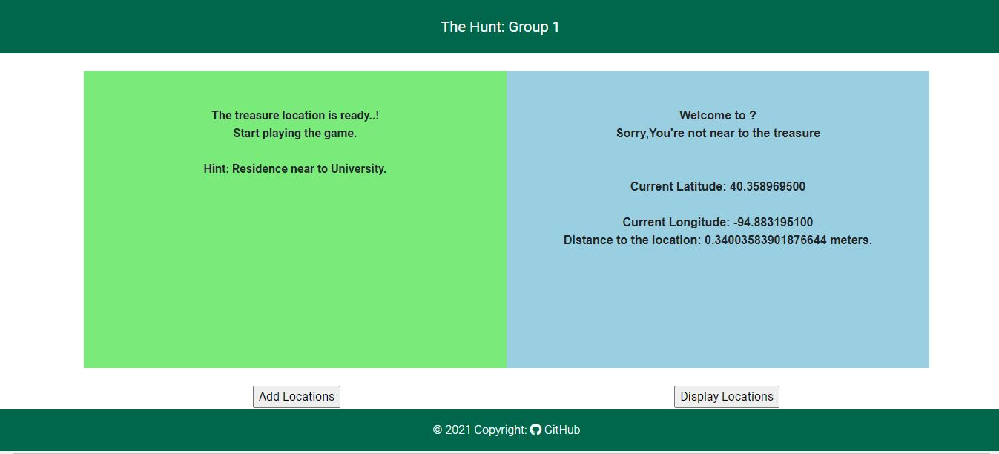 The Hunt: Group 1
The treasure location is ready..!
Start playing the game.
Hint: Residence near to University.
Welcome to ?
Sorry,You're not near to the treasure
Current Latitude: 40.358969500
Current Longitude: -94.883195100
Distance to the location: 0.34003583901876644 meters.
Add Locations
Display Locations
© 2021 Copyright: GitHub